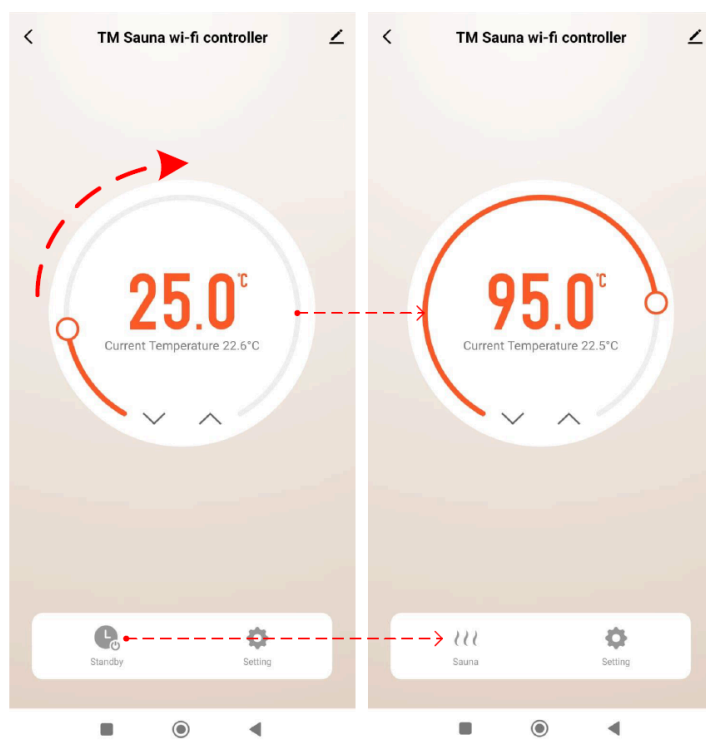 TM Sauna wi-fi controller
25.0°C
Current Temperature 22.6°C
Standby
Setting
TM Sauna wi-fi controller
95.0°C
Current Temperature 22.5°C
Sauna
Setting